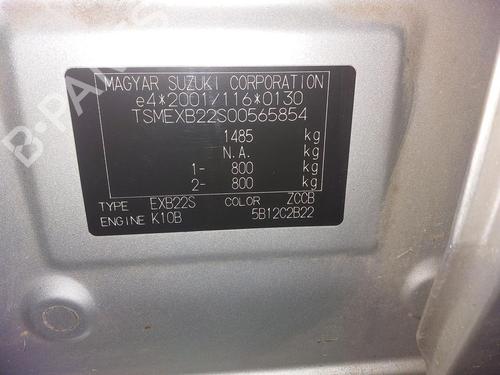 MAGYAR SUZUKI CORPORATION
e4*2001/116*0130
TSMEXB22S00565854
1485 kg
N.A. kg
1- 800 kg
2- 800 kg
TYPE EXB22S COLOR ZCCB
ENGINE K10B 5B12C2B22
B-PARTS